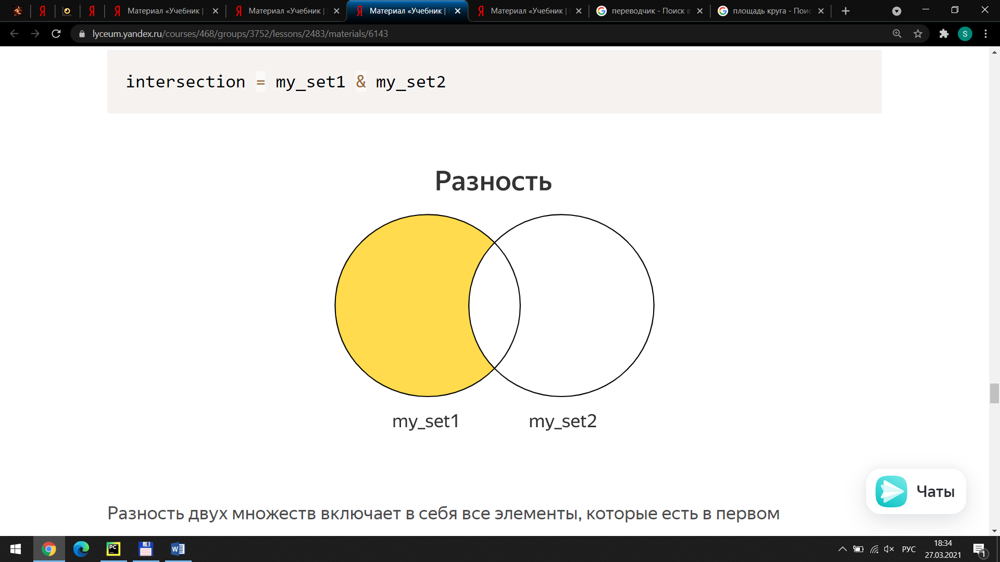 Материал «Учебник |
Материал «Учебник |
Материал «Учебник |
Материал «Учебник |
переводчик - Поиск в
площадь круга - Поис
lyceum.yandex.ru/courses/468/groups/3752/lessons/2483/materials/6143
S
intersection = my_set1 & my_set2
Разность
my_set1 my_set2
Чаты
Разность двух множеств включает в себя все элементы, которые есть в первом
РУС
18:34
27.03.2021
1